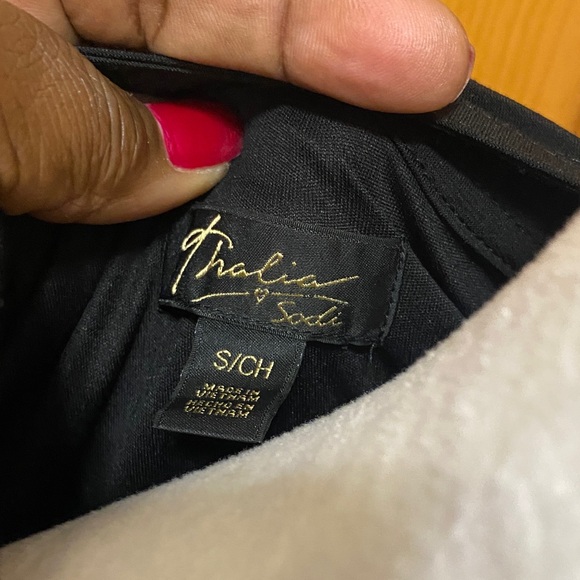 Thalia
Sodi
S/CH
MADE IN
VIETNAM
HECHO EN
VIETNAM